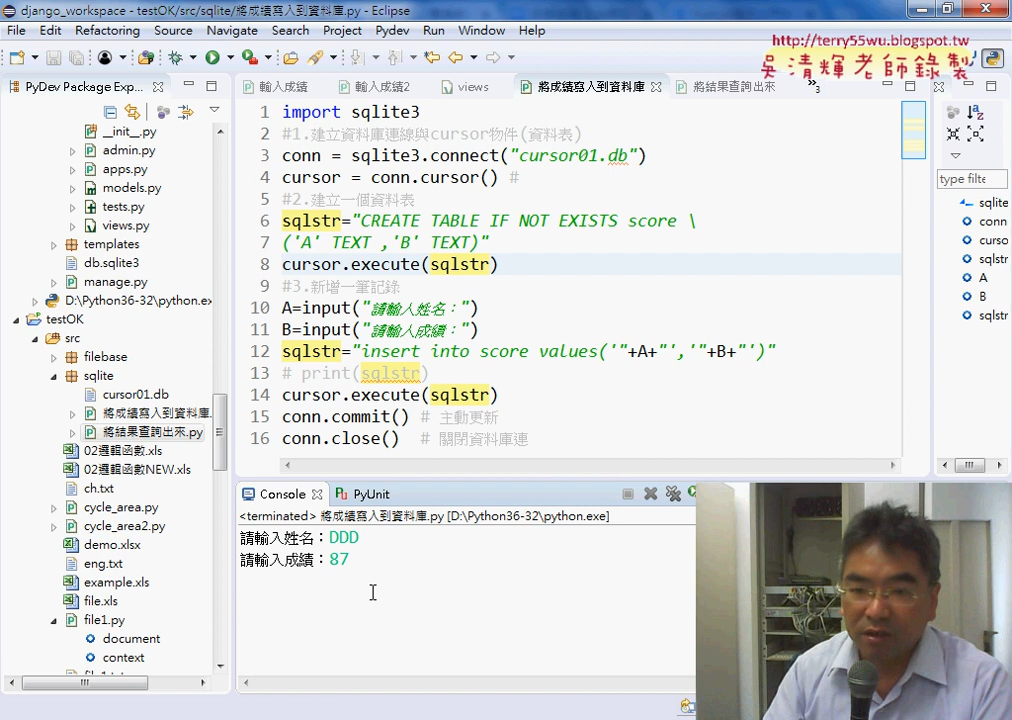 django_workspace - testOK/src/sqlite/將成績寫入到資料庫.py - Eclipse
File Edit Refactoring Source Navigate Search Project Pydev Run Window Help
http://terry55wu.blogspot.tw
吳清輝老師錄製
PyDev Package Exp...
輸入成績
輸入成績2
views
將成績寫入到資料庫
將結果查詢出來
3
__init__.py
admin.py
apps.py
models.py
tests.py
views.py
templates
db.sqlite3
manage.py
D:\Python36-32\python.ex
testOK
src
filebase
sqlite
cursor01.db
將成績寫入到資料庫.
將結果查詢出來.py
02邏輯函數.xls
02邏輯函數NEW.xls
ch.txt
cycle_area.py
cycle_area2.py
demo.xlsx
eng.txt
example.xls
file.xls
file1.py
document
context
1 import sqlite3
2 #1.建立資料庫連線與cursor物件(資料表)
3 conn = sqlite3.connect("cursor01.db")
4 cursor = conn.cursor() #
5 #2.建立一個資料表
6 sqlstr="CREATE TABLE IF NOT EXISTS score \
7 ('A' TEXT ,'B' TEXT)"
8 cursor.execute(sqlstr)
9 #3.新增一筆記錄
10 A=input("請輸入姓名：")
11 B=input("請輸入成績：")
12 sqlstr="insert into score values('"+A+"','"+B+"')"
13 # print(sqlstr)
14 cursor.execute(sqlstr)
15 conn.commit() # 主動更新
16 conn.close() # 關閉資料庫連
type filte
sqlite
conn
curso
sqlstr
A
B
sqlstr
Console
PyUnit
<terminated> 將成績寫入到資料庫.py [D:\Python36-32\python.exe]
請輸入姓名：DDD
請輸入成績：87